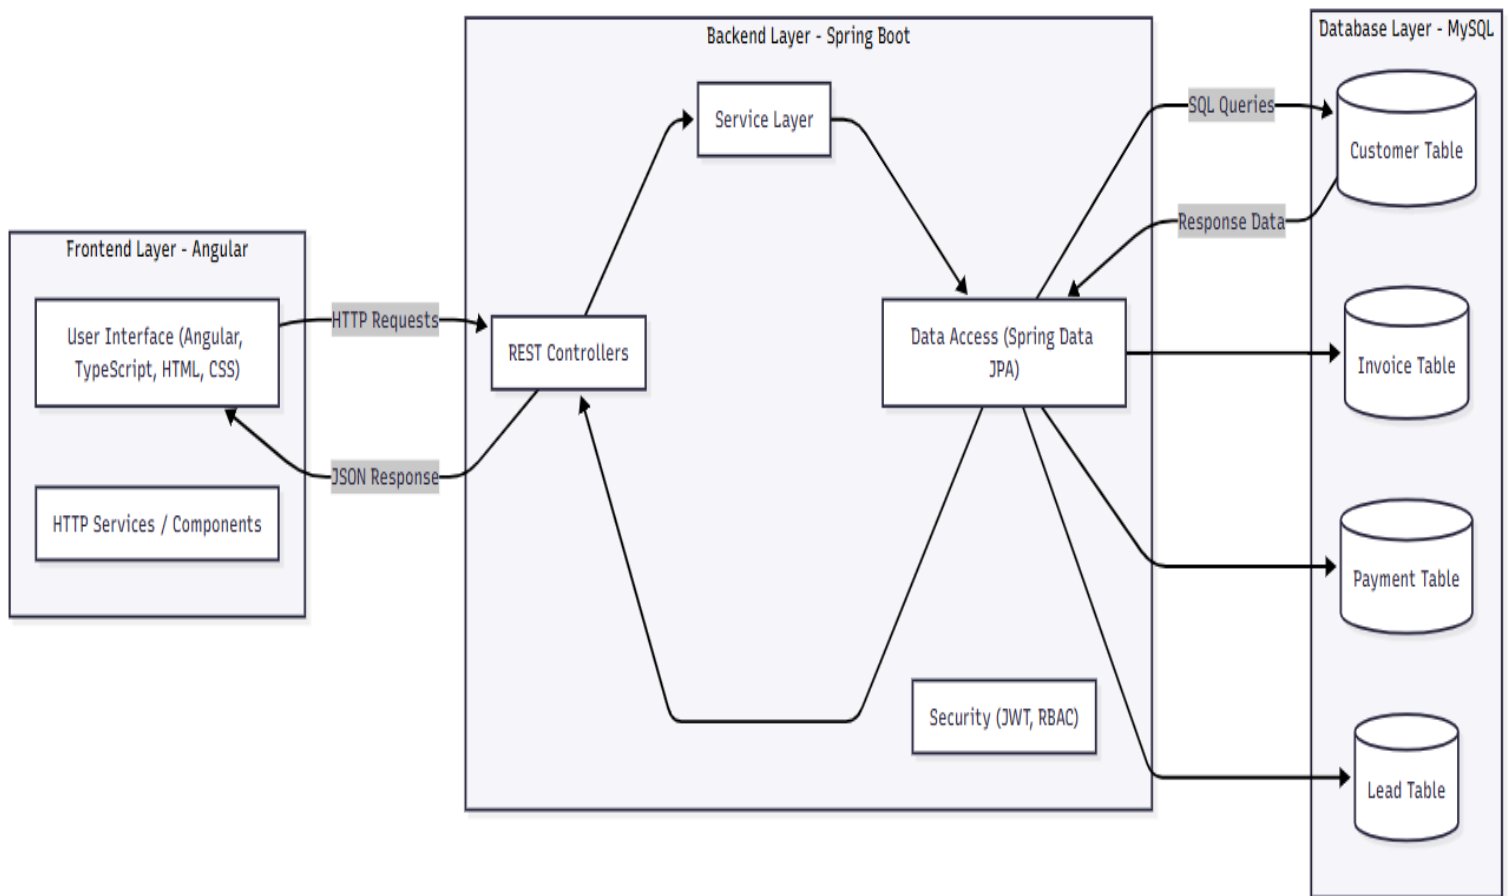 Frontend Layer - Angular
User Interface (Angular,
TypeScript, HTML, CSS)
HTTP Services / Components
HTTP Requests
JSON Response
Backend Layer - Spring Boot
Service Layer
REST Controllers
Data Access (Spring Data
JPA)
Security (JWT, RBAC)
SQL Queries
Response Data
Database Layer - MySQL
Customer Table
Invoice Table
Payment Table
Lead Table